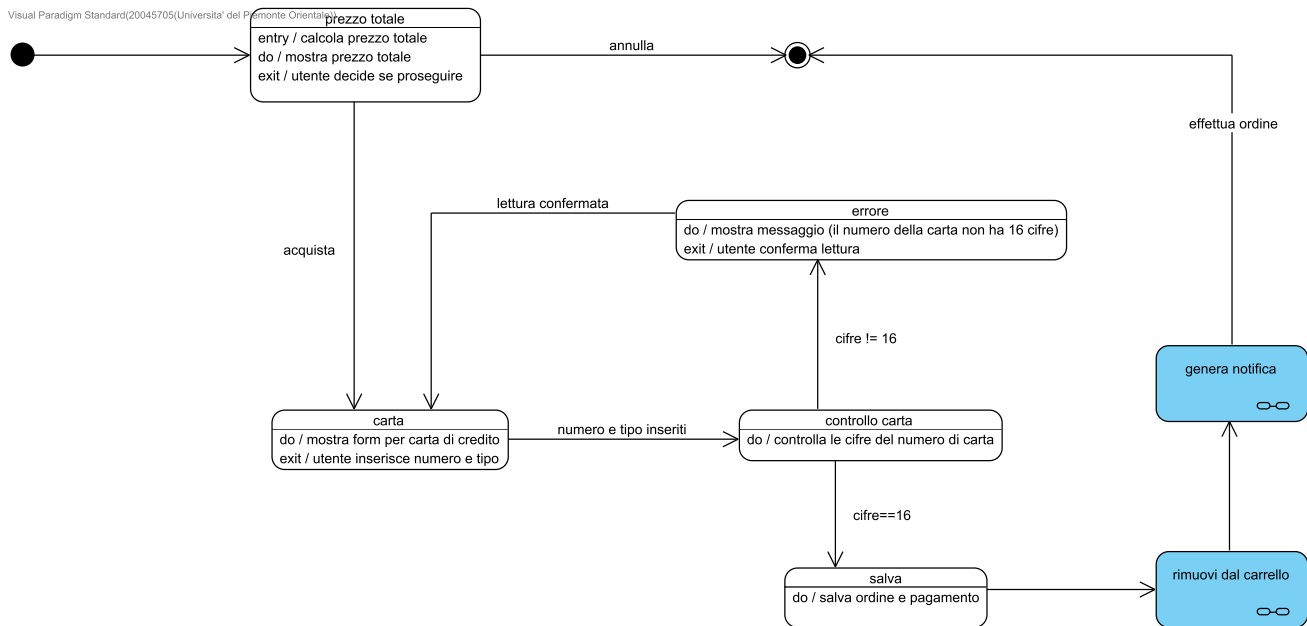 Visual Paradigm Standard(20045705(Universita' del Piemonte Orientale))
prezzo totale
entry / calcola prezzo totale
do / mostra prezzo totale
exit / utente decide se proseguire
annulla
effettua ordine
lettura confermata
errore
do / mostra messaggio (il numero della carta non ha 16 cifre)
exit / utente conferma lettura
acquista
cifre != 16
genera notifica
carta
do / mostra form per carta di credito
exit / utente inserisce numero e tipo
numero e tipo inseriti
controllo carta
do / controlla le cifre del numero di carta
cifre==16
salva
do / salva ordine e pagamento
rimuovi dal carrello